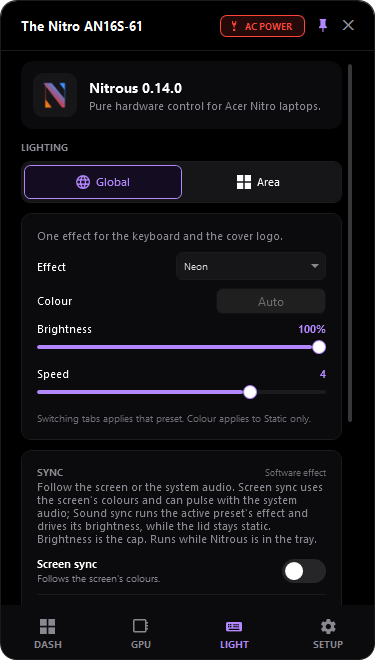 The Nitro AN16S-61
AC POWER
Nitrous 0.14.0
Pure hardware control for Acer Nitro laptops.
LIGHTING
Global
Area
One effect for the keyboard and the cover logo.
Effect
Neon
Colour
Auto
Brightness
100%
Speed
4
Switching tabs applies that preset. Colour applies to Static only.
SYNC
Software effect
Follow the screen or the system audio. Screen sync uses
the screen's colours and can pulse with the system
audio; Sound sync runs the active preset's effect and
drives its brightness, while the lid stays static.
Brightness is the cap. Runs while Nitrous is in the tray.
Screen sync
Follows the screen's colours.
DASH
GPU
LIGHT
SETUP